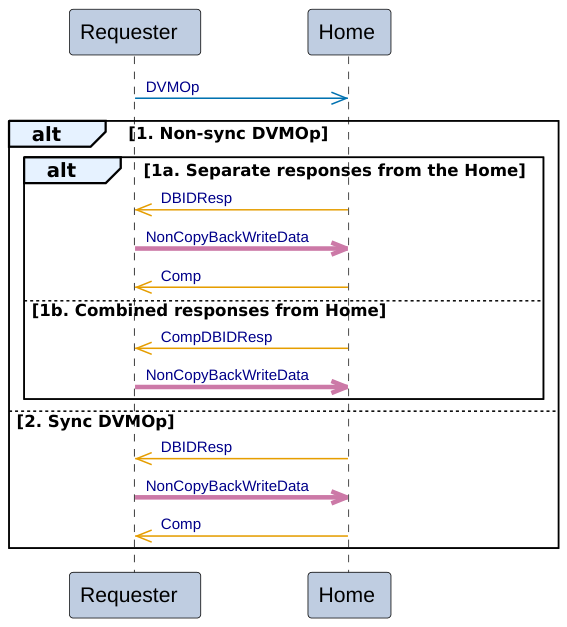 Requester Home
DVMOp
alt [1. Non-sync DVMOp]
alt [1a. Separate responses from the Home]
DBIDResp
NonCopyBackWriteData
Comp
[1b. Combined responses from Home]
CompDBIDResp
NonCopyBackWriteData
[2. Sync DVMOp]
DBIDResp
NonCopyBackWriteData
Comp
Requester Home